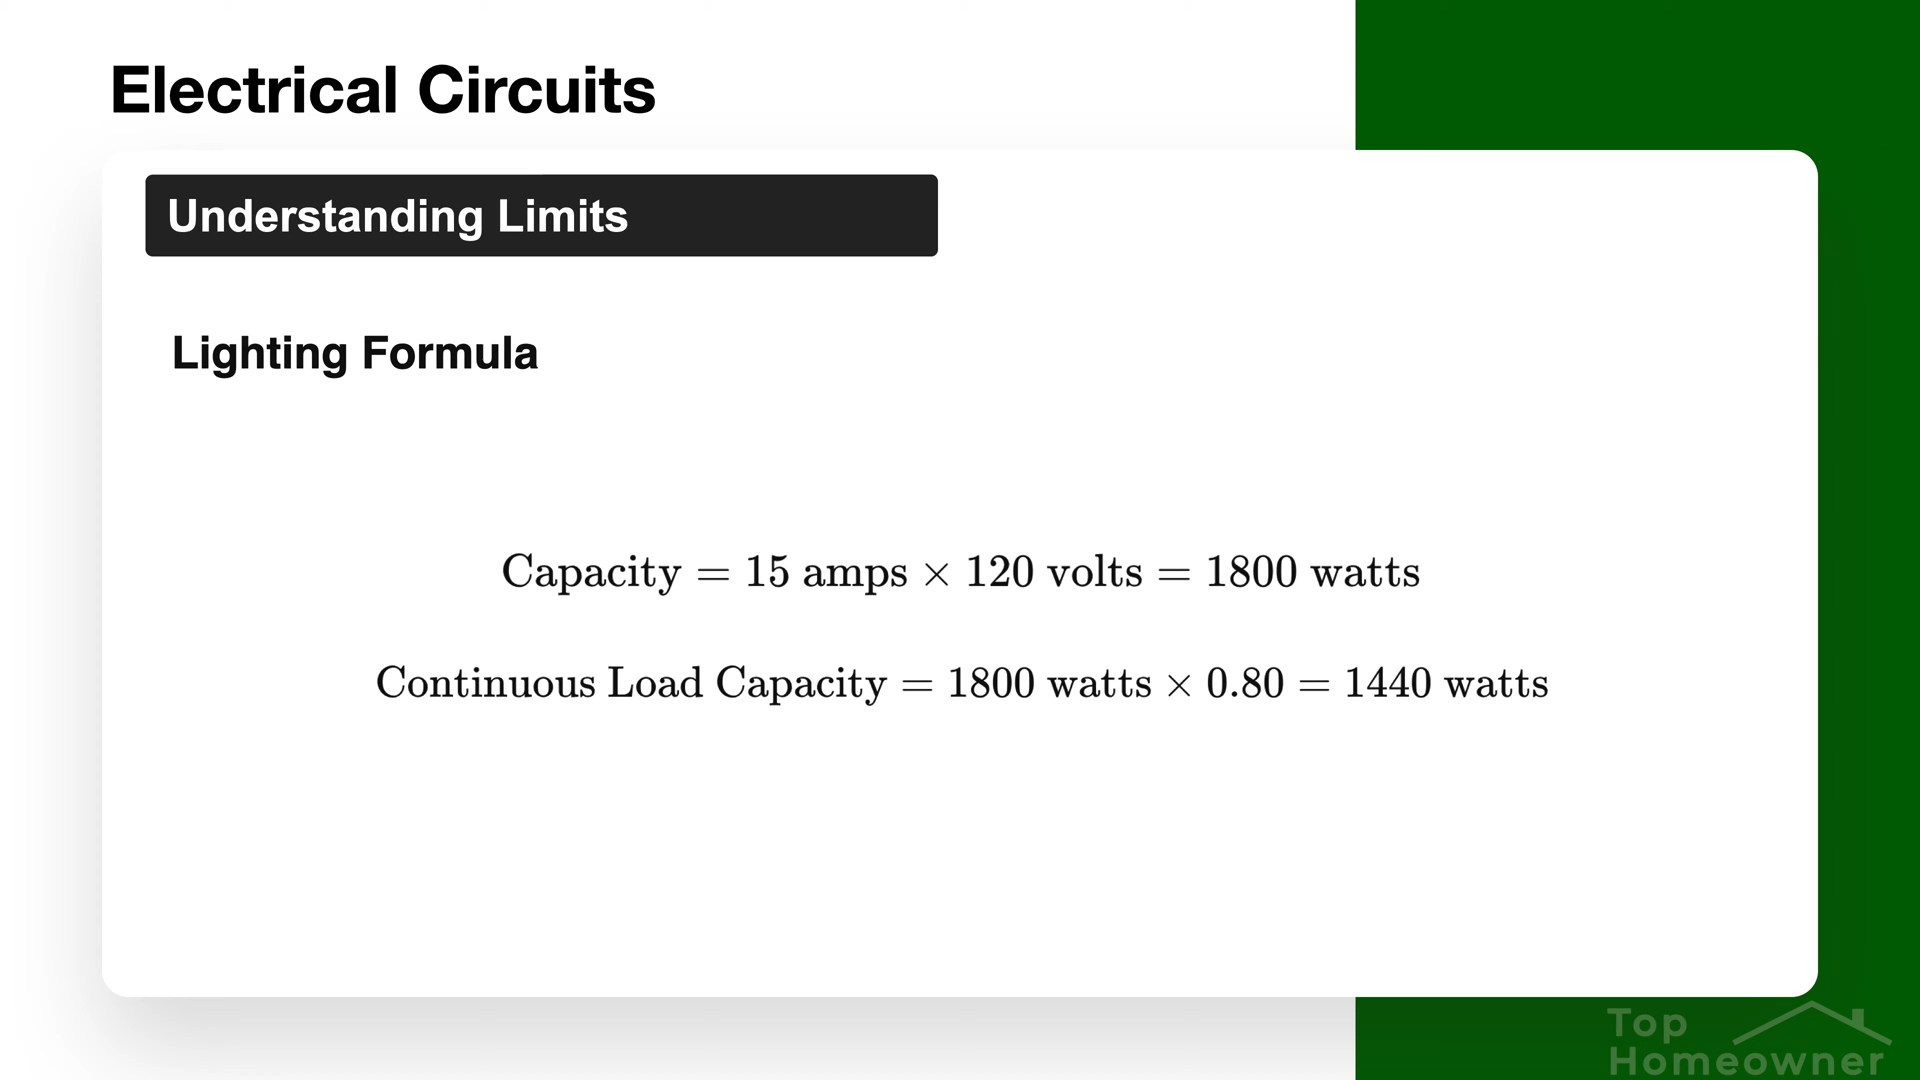 Electrical Circuits
Understanding Limits
Lighting Formula
Capacity = 15 amps × 120 volts = 1800 watts
Continuous Load Capacity = 1800 watts × 0.80 = 1440 watts
Top
Homeowner